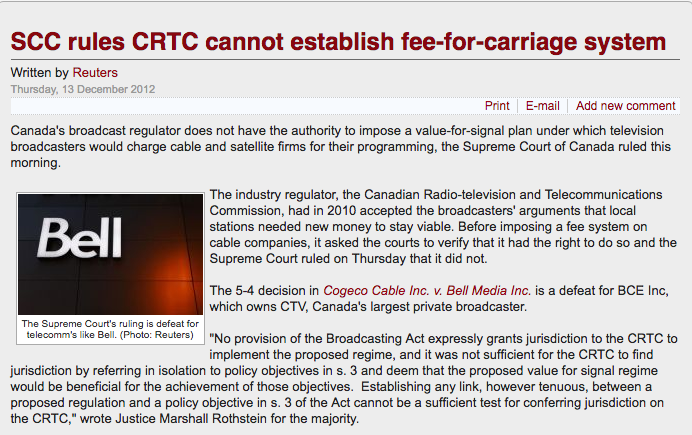 SCC rules CRTC cannot establish fee-for-carriage system
Written by Reuters
Thursday, 13 December 2012
Print E-mail Add new comment
Canada's broadcast regulator does not have the authority to impose a value-for-signal plan under which television
broadcasters would charge cable and satellite firms for their programming, the Supreme Court of Canada ruled this
morning.
Bell
The Supreme Court's ruling is defeat for
telecomm's like Bell. (Photo: Reuters)
The industry regulator, the Canadian Radio-television and Telecommunications
Commission, had in 2010 accepted the broadcasters' arguments that local
stations needed new money to stay viable. Before imposing a fee system on
cable companies, it asked the courts to verify that it had the right to do so and the
Supreme Court ruled on Thursday that it did not.
The 5-4 decision in Cogeco Cable Inc. v. Bell Media Inc. is a defeat for BCE Inc,
which owns CTV, Canada's largest private broadcaster.
"No provision of the Broadcasting Act expressly grants jurisdiction to the CRTC to
implement the proposed regime, and it was not sufficient for the CRTC to find
jurisdiction by referring in isolation to policy objectives in s. 3 and deem that the proposed value for signal regime
would be beneficial for the achievement of those objectives. Establishing any link, however tenuous, between a
proposed regulation and a policy objective in s. 3 of the Act cannot be a sufficient test for conferring jurisdiction on
the CRTC," wrote Justice Marshall Rothstein for the majority.